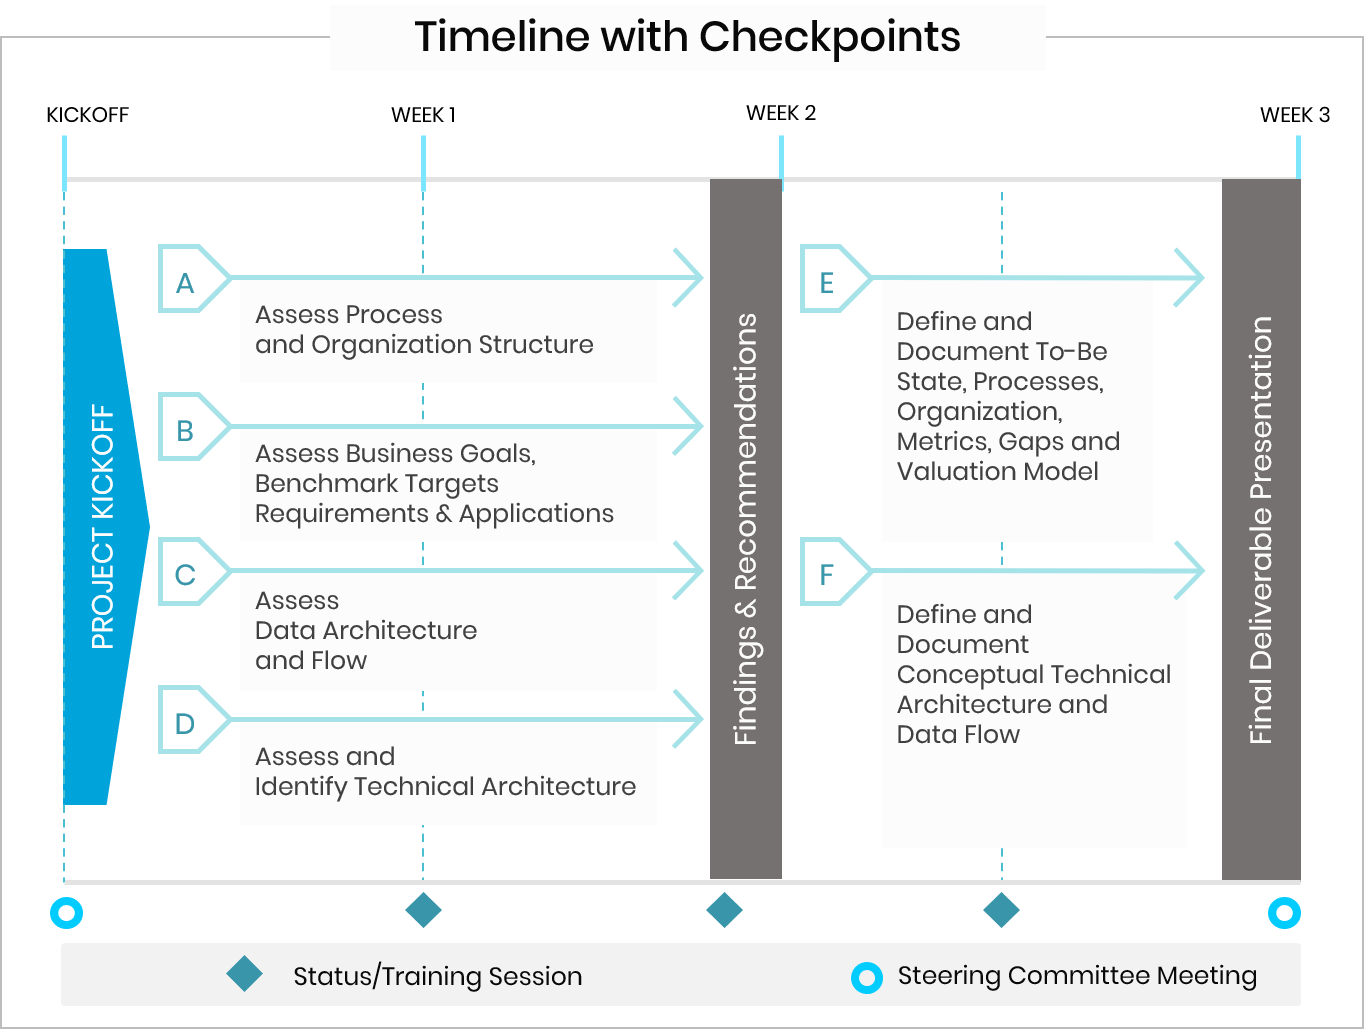 Timeline with Checkpoints
KICKOFF
WEEK 1
WEEK 2
WEEK 3
PROJECT KICKOFF
A
Assess Process
and Organization Structure
B
Assess Business Goals,
Benchmark Targets
Requirements & Applications
C
Assess
Data Architecture
and Flow
D
Assess and
Identify Technical Architecture
Findings & Recommendations
E
Define and
Document To-Be
State, Processes,
Organization,
Metrics, Gaps and
Valuation Model
F
Define and
Document
Conceptual Technical
Architecture and
Data Flow
Final Deliverable Presentation
Status/Training Session
Steering Committee Meeting